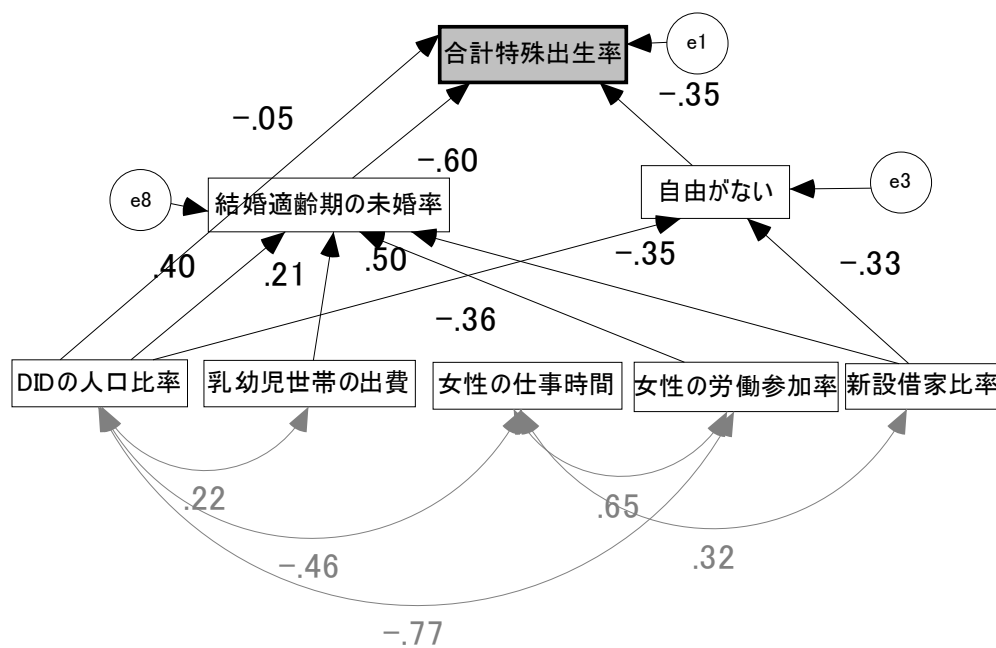 合計特殊出生率
e1
-.05
-.35
-.60
e8
結婚適齢期の未婚率
自由がない
e3
.40
.21
.50
-.35
-.33
-.36
DIDの人口比率
乳幼児世帯の出費
女性の仕事時間
女性の労働参加率
新設借家比率
.22
.65
-.46
.32
-.77